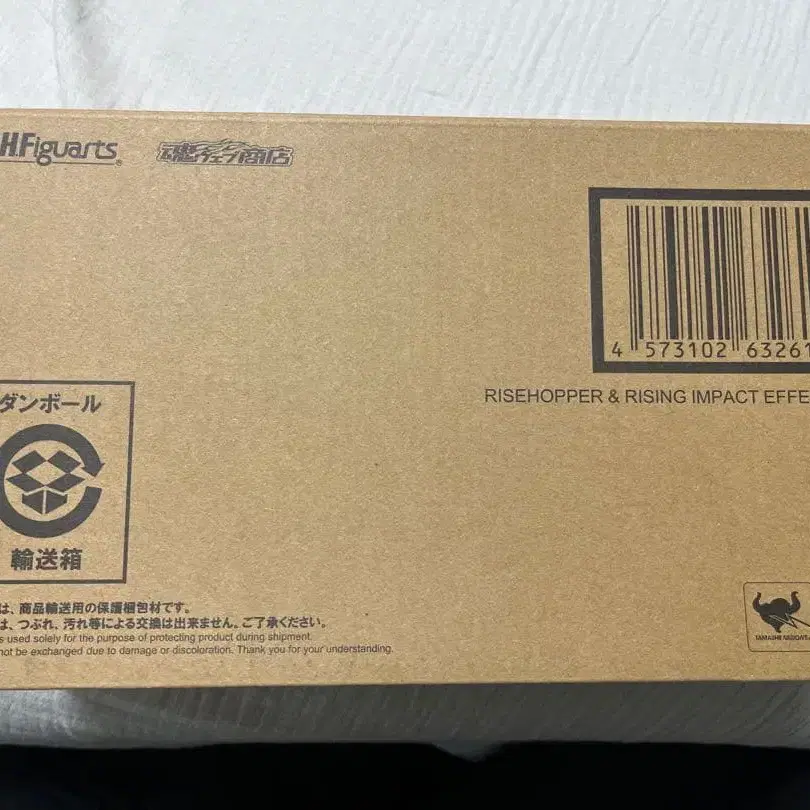 H.Figuarts
魂ウェブ商店
4 573102 63261
RISEHOPPER & RISING IMPACT EFFE
ダンボール
輸送箱
は、商品輸送用の保護梱包材です。
は、つぶれ、汚れ等による交換は出来ません。ご了承ください。
s used solely for the purpose of protecting product during shipment.
not be exchanged due to damage or discoloration. Thank you for your understanding.
TAMASHII NATIONS